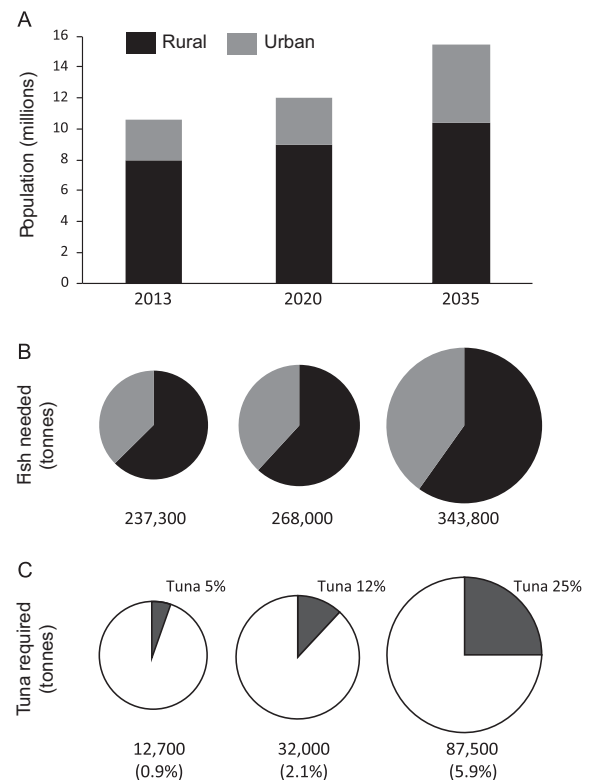 A
Population (millions)
16
14
12
10
8
6
4
2
0
Rural
Urban
2013
2020
2035
B
Fish needed
(tonnes)
237,300
268,000
343,800
C
Tuna required
(tonnes)
Tuna 5%
Tuna 12%
Tuna 25%
12,700
32,000
87,500
(0.9%)
(2.1%)
(5.9%)